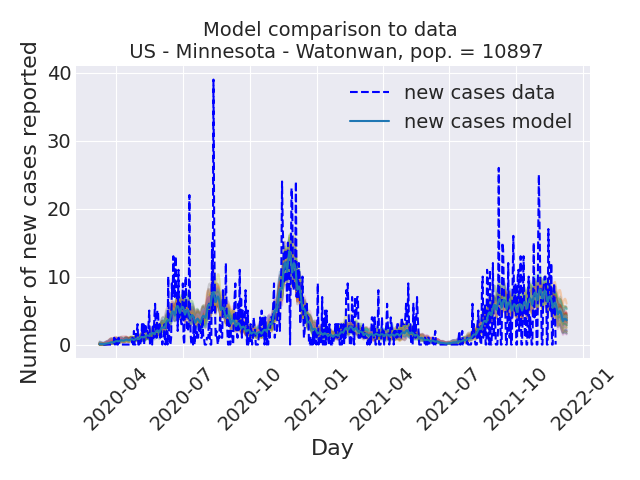 Model comparison to data
US - Minnesota - Watonwan, pop. = 10897
new cases data
new cases model
Number of new cases reported
40
30
20
10
0
2020-04
2020-07
2020-10
2021-01
2021-04
2021-07
2021-10
2022-01
Day